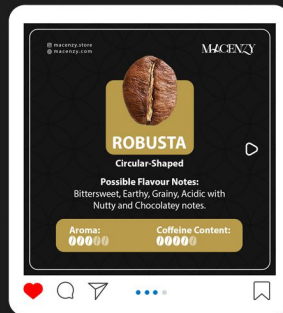 macenzy.store
macenzy.com
MACENZY
ROBUSTA
Circular-Shaped
Possible Flavour Notes:
Bittersweet, Earthy, Grainy, Acidic with
Nutty and Chocolatey notes.
Aroma:
Coffeine Content: